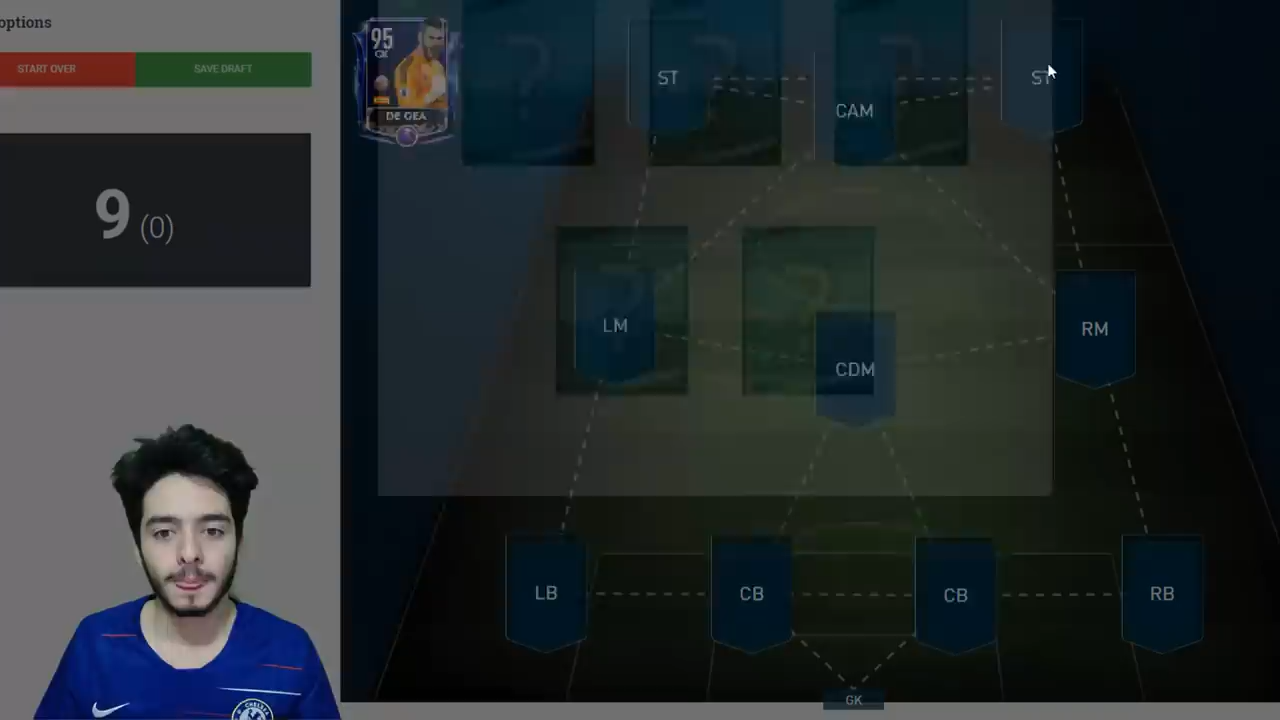 options
START OVER
SAVE DRAFT
95
GK
DE GEA
9 (0)
ST
CAM
ST
LM
CDM
RM
LB
CB
CB
RB
GK
CHELSEA